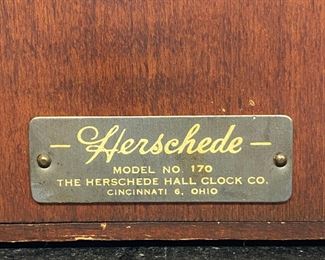 – Herschede –
MODEL NO. 170
THE HERSCHEDE HALL CLOCK CO.
CINCINNATI 6, OHIO